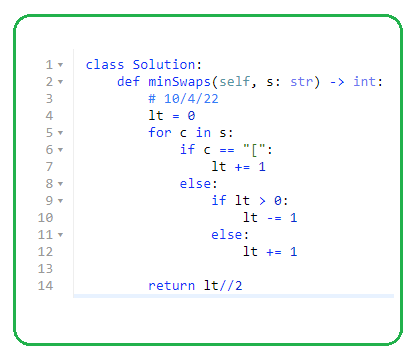 1 class Solution:
2     def minSwaps(self, s: str) -> int:
3         # 10/4/22
4         lt = 0
5         for c in s:
6             if c == "[":
7                 lt += 1
8             else:
9                 if lt > 0:
10                     lt -= 1
11                 else:
12                     lt += 1
13
14         return lt//2